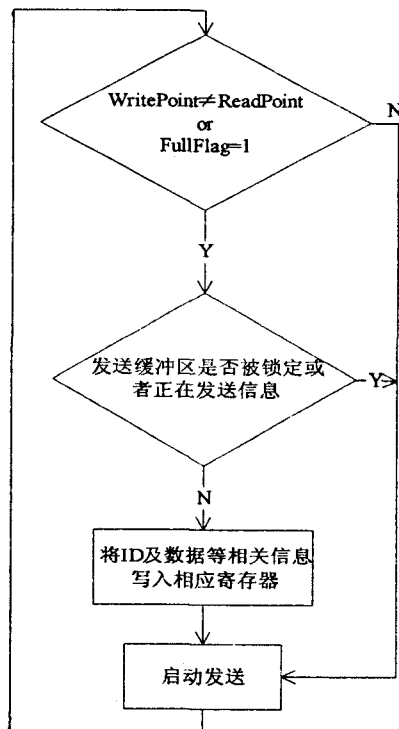 WritePoint≠ReadPoint
or
FullFlag=1
N
Y
发送缓冲区是否被锁定或
者正在发送信息
Y
N
将ID及数据等相关信息
写入相应寄存器
启动发送